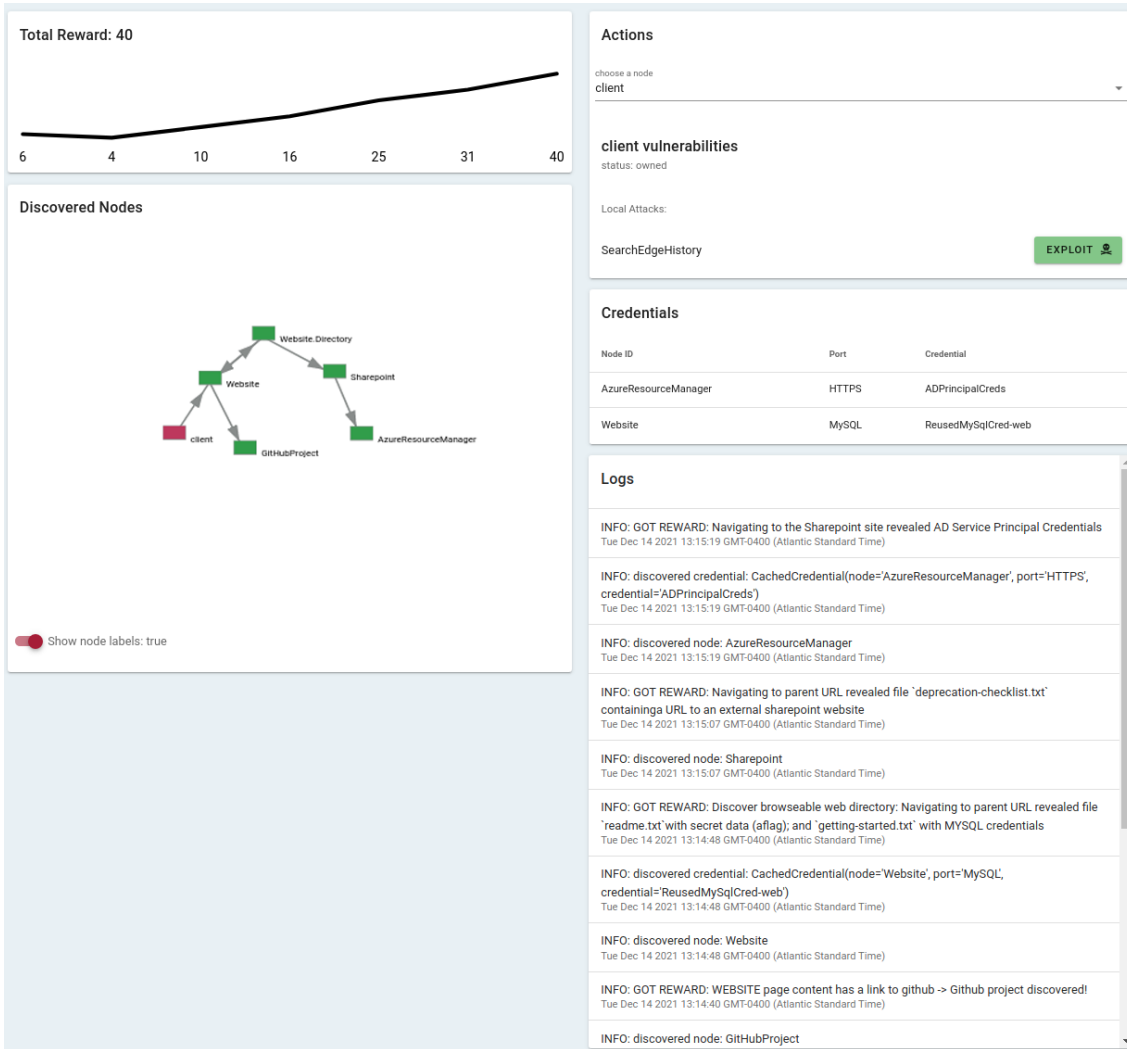 Total Reward: 40
6 4 10 16 25 31 40
Discovered Nodes
Website.Directory
Sharepoint
Website
client
AzureResourceManager
GitHubProject
Show node labels: true
Actions
choose a node
client
client vulnerabilities
status: owned
Local Attacks:
SearchEdgeHistory
EXPLOIT
Credentials
Node ID Port Credential
AzureResourceManager HTTPS ADPrincipalCreds
Website MySQL ReusedMySqlCred-web
Logs
INFO: GOT REWARD: Navigating to the Sharepoint site revealed AD Service Principal Credentials
Tue Dec 14 2021 13:15:19 GMT-0400 (Atlantic Standard Time)
INFO: discovered credential: CachedCredential(node='AzureResourceManager', port='HTTPS',
credential='ADPrincipalCreds')
Tue Dec 14 2021 13:15:19 GMT-0400 (Atlantic Standard Time)
INFO: discovered node: AzureResourceManager
Tue Dec 14 2021 13:15:19 GMT-0400 (Atlantic Standard Time)
INFO: GOT REWARD: Navigating to parent URL revealed file `deprecation-checklist.txt`
containinga URL to an external sharepoint website
Tue Dec 14 2021 13:15:07 GMT-0400 (Atlantic Standard Time)
INFO: discovered node: Sharepoint
Tue Dec 14 2021 13:15:07 GMT-0400 (Atlantic Standard Time)
INFO: GOT REWARD: Discover browseable web directory: Navigating to parent URL revealed file
`readme.txt`with secret data (aflag); and `getting-started.txt` with MYSQL credentials
Tue Dec 14 2021 13:14:48 GMT-0400 (Atlantic Standard Time)
INFO: discovered credential: CachedCredential(node='Website', port='MySQL',
credential='ReusedMySqlCred-web')
Tue Dec 14 2021 13:14:48 GMT-0400 (Atlantic Standard Time)
INFO: discovered node: Website
Tue Dec 14 2021 13:14:48 GMT-0400 (Atlantic Standard Time)
INFO: GOT REWARD: WEBSITE page content has a link to github -> Github project discovered!
Tue Dec 14 2021 13:14:40 GMT-0400 (Atlantic Standard Time)
INFO: discovered node: GitHubProject